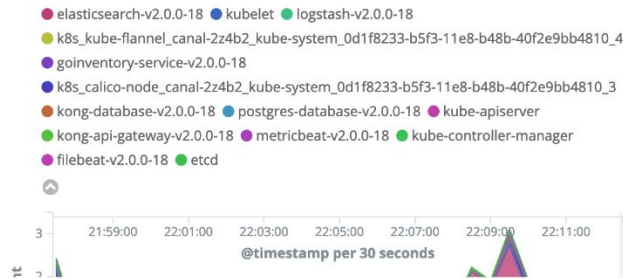 elasticsearch-v2.0.0-18 kubelet logstash-v2.0.0-18
k8s_kube-flannel_canal-2z4b2_kube-system_0d1f8233-b5f3-11e8-b48b-40f2e9bb4810_4
goinventory-service-v2.0.0-18
k8s_calico-node_canal-2z4b2_kube-system_0d1f8233-b5f3-11e8-b48b-40f2e9bb4810_3
kong-database-v2.0.0-18 postgres-database-v2.0.0-18 kube-apiserver
kong-api-gateway-v2.0.0-18 metricbeat-v2.0.0-18 kube-controller-manager
filebeat-v2.0.0-18 etcd
3 21:59:00 22:01:00 22:03:00 22:05:00 22:07:00 22:09:00 22:11:00
@timestamp per 30 seconds
2